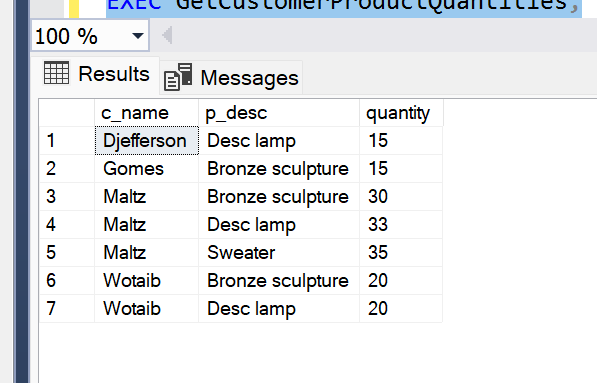 EXEC GetCustomerProductQuantities;
100 %
Results Messages
c_name p_desc quantity
1 Djefferson Desc lamp 15
2 Gomes Bronze sculpture 15
3 Maltz Bronze sculpture 30
4 Maltz Desc lamp 33
5 Maltz Sweater 35
6 Wotaib Bronze sculpture 20
7 Wotaib Desc lamp 20